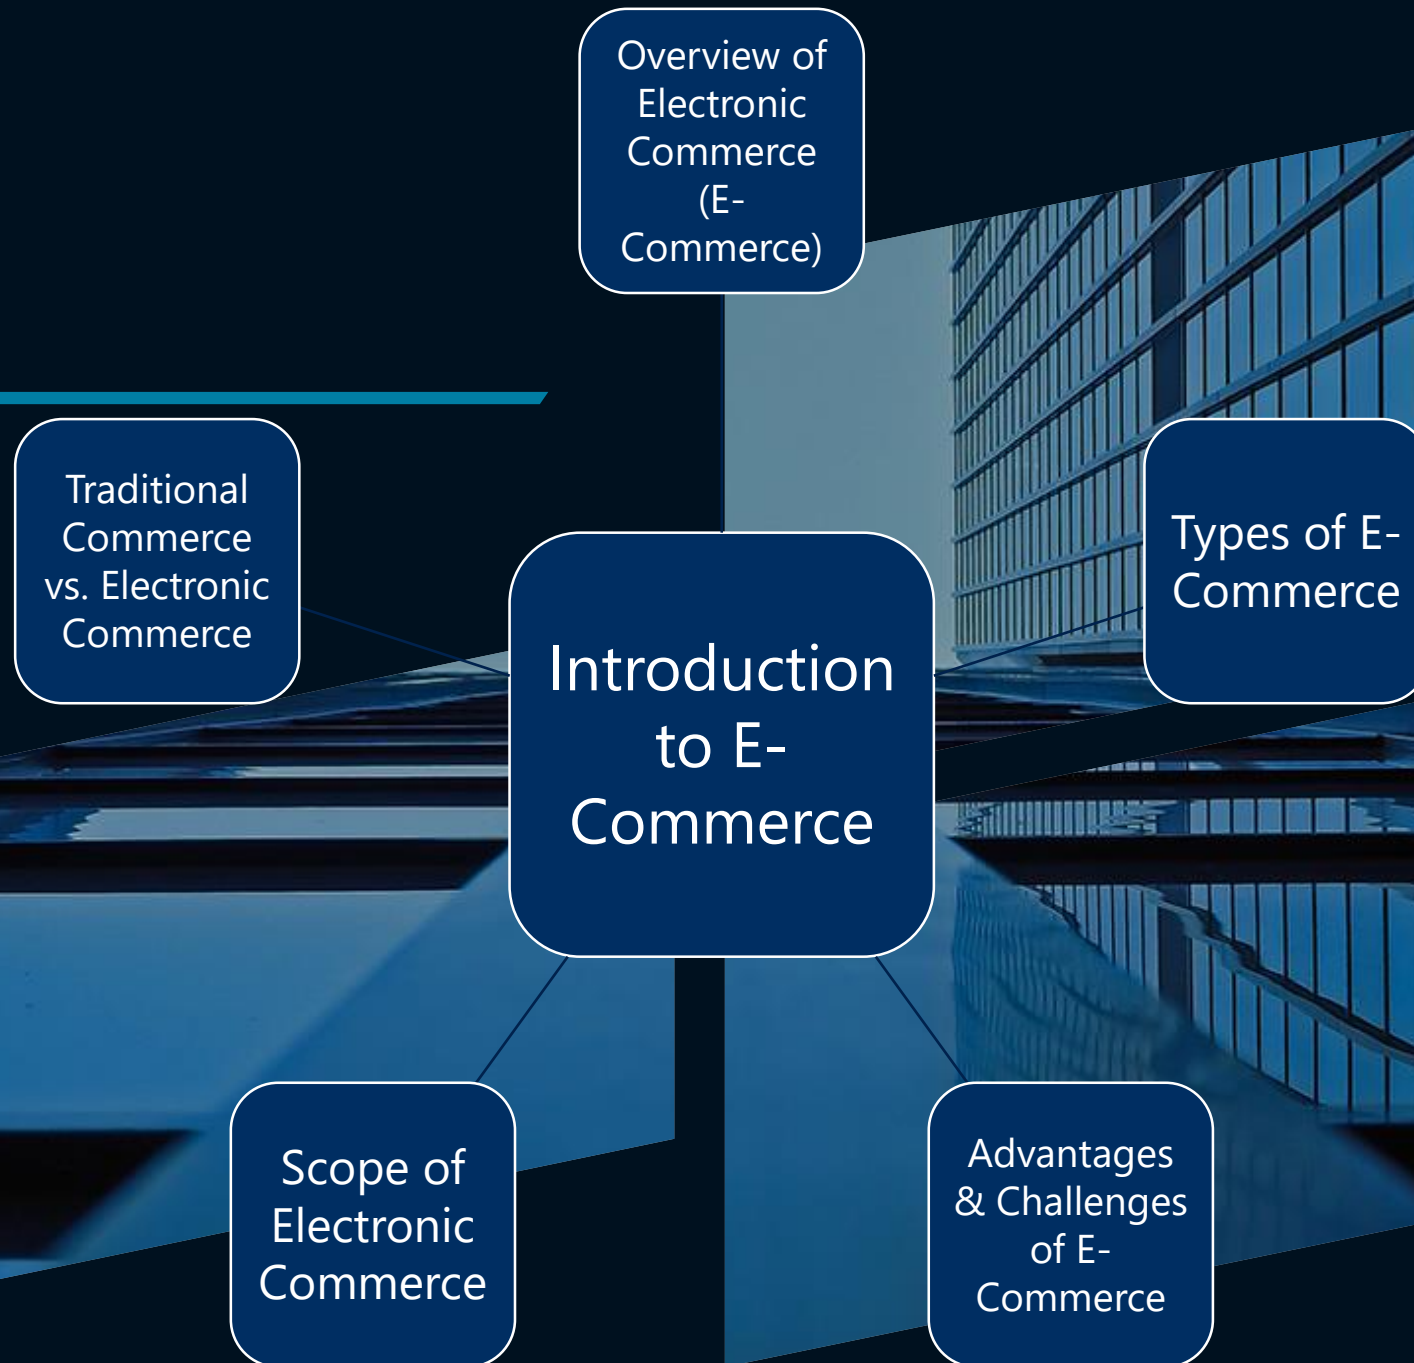 Overview of
Electronic
Commerce
(E-
Commerce)
Traditional
Commerce
vs. Electronic
Commerce
Types of E-
Commerce
Introduction
to E-
Commerce
Scope of
Electronic
Commerce
Advantages
& Challenges
of E-
Commerce